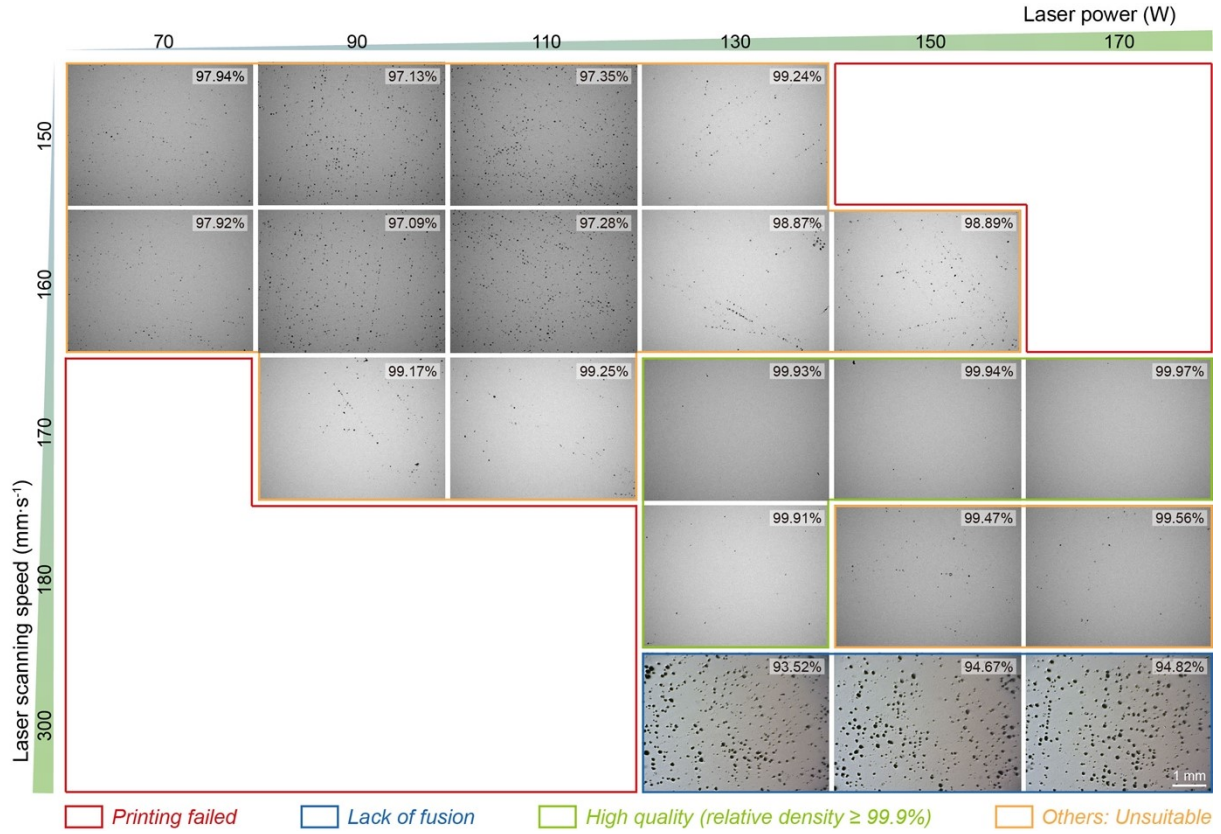 Laser power (W)
70 90 110 130 150 170
150
97.94% 97.13% 97.35% 99.24%
160
97.92% 97.09% 97.28% 98.87% 98.89%
170
99.17% 99.25% 99.93% 99.94% 99.97%
180
99.91% 99.47% 99.56%
300
93.52% 94.67% 94.82%
1 mm
Laser scanning speed (mm·s⁻¹)
Printing failed
Lack of fusion
High quality (relative density ≥ 99.9%)
Others: Unsuitable